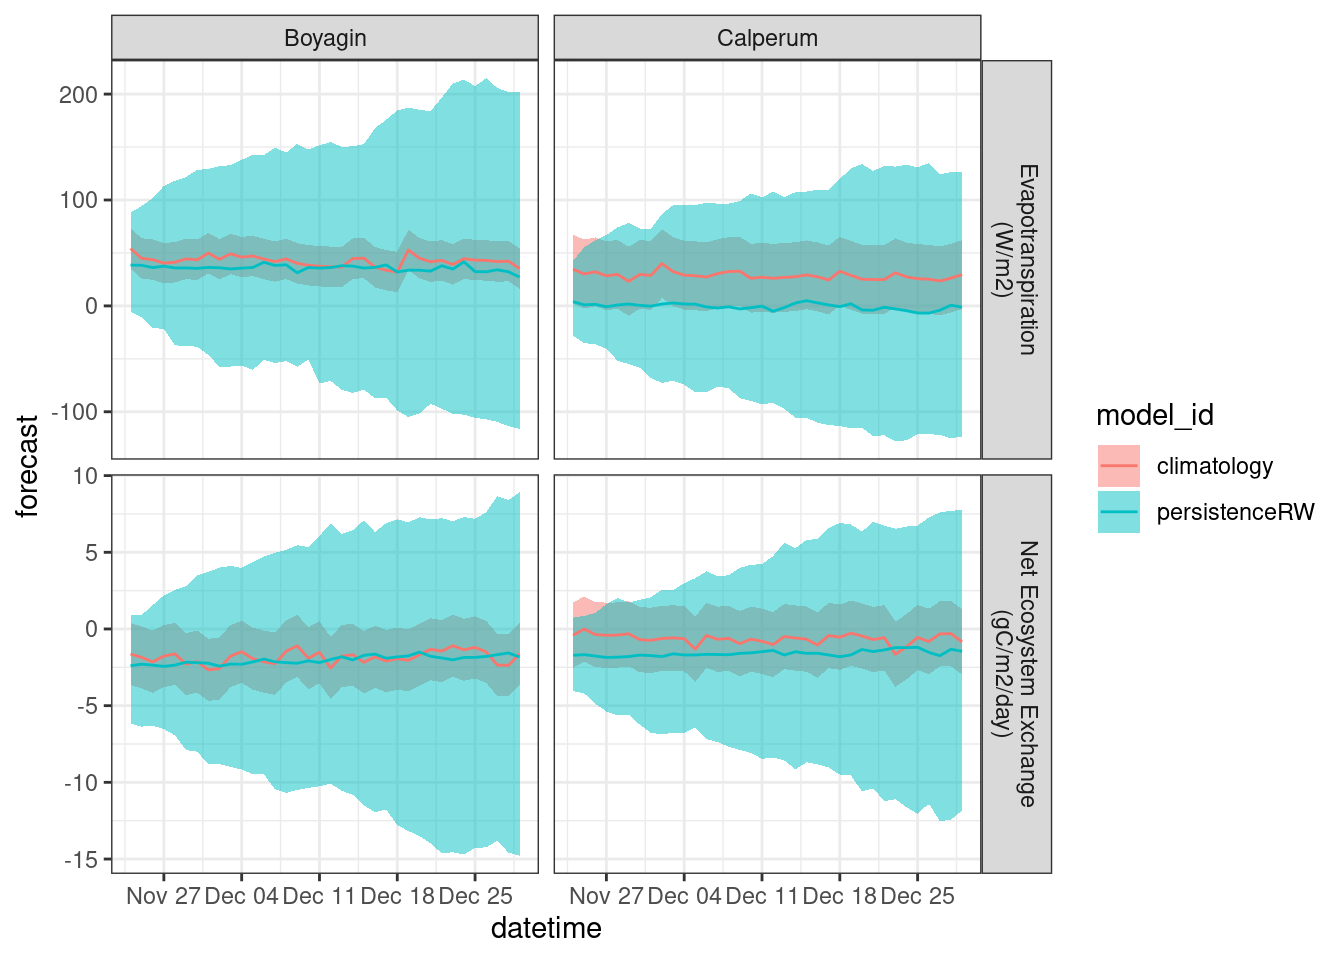 Boyagin
Calperum
200
100
0
-100
Evapotranspiration
(W/m2)
10
5
0
-5
-10
-15
Net Ecosystem Exchange
(gC/m2/day)
forecast
Nov 27 Dec 04 Dec 11 Dec 18 Dec 25
Nov 27 Dec 04 Dec 11 Dec 18 Dec 25
datetime
model_id
climatology
persistenceRW